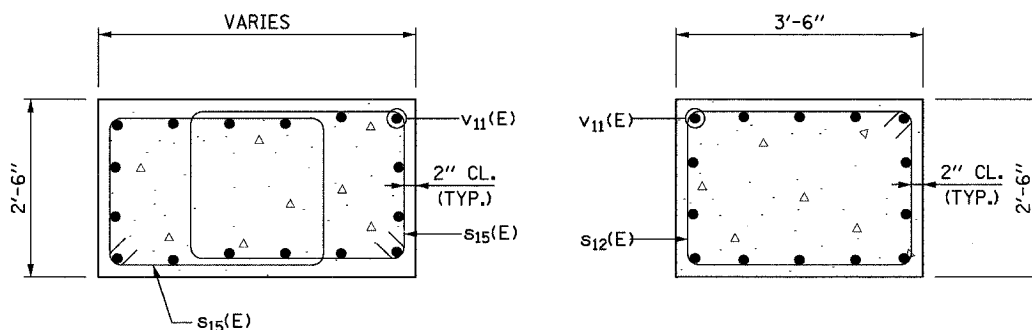 VARIES
3'-6"
2'-6"
v11(E)
2" CL.
(TYP.)
s15(E)
s15(E)
v11(E)
s12(E)
2" CL.
(TYP.)
2'-6"